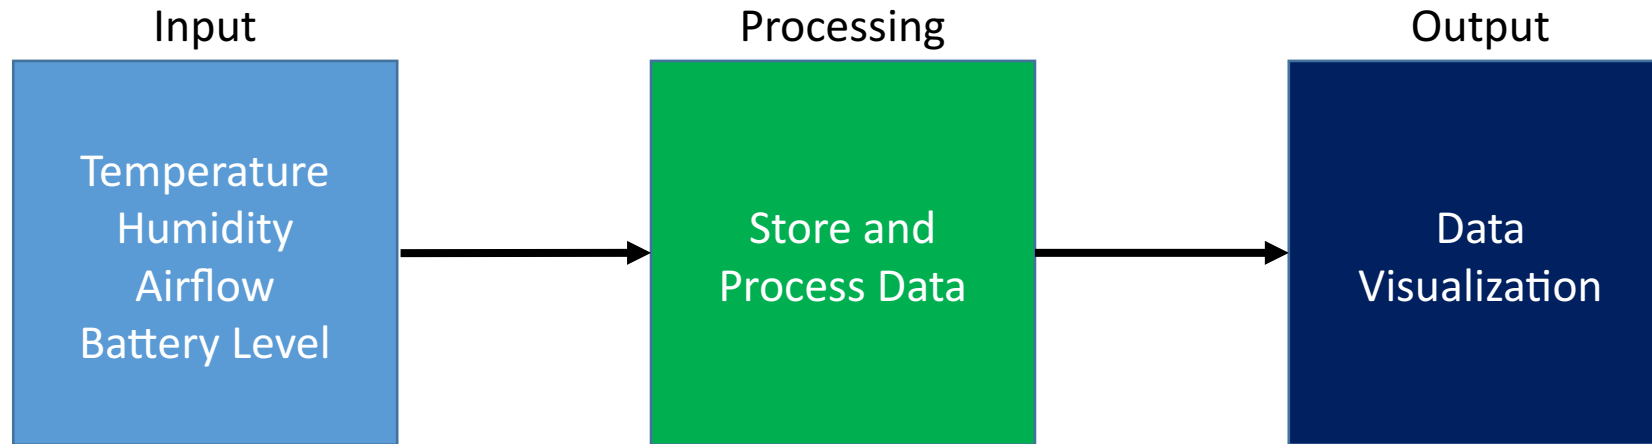 Input
Temperature
Humidity
Airflow
Battery Level
Processing
Store and
Process Data
Output
Data
Visualization